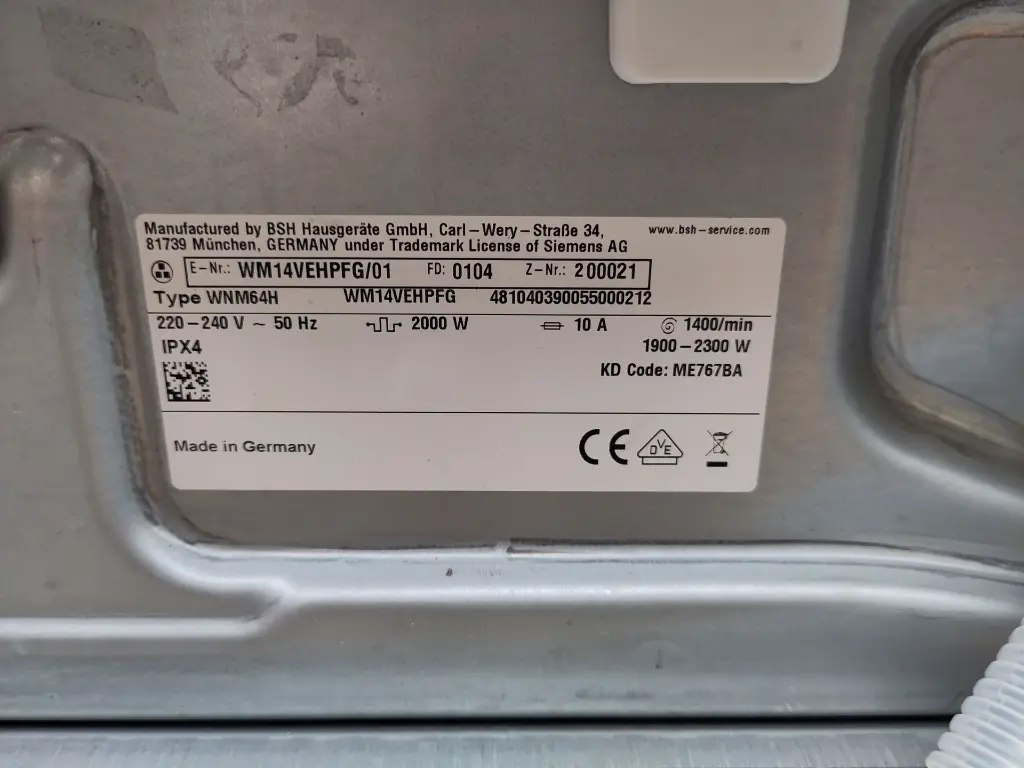 Manufactured by BSH Hausgeräte GmbH, Carl-Wery-Straße 34,
81739 München, GERMANY under Trademark License of Siemens AG
www.bsh-service.com
E-Nr.: WM14VEHPFG/01 FD: 0104 Z-Nr.: 200021
Type WNM64H WM14VEHPFG 481040390055000212
220-240 V ~ 50 Hz 2000 W 10 A 1400/min
IPX4 1900-2300 W
KD Code: ME767BA
Made in Germany CE DVE